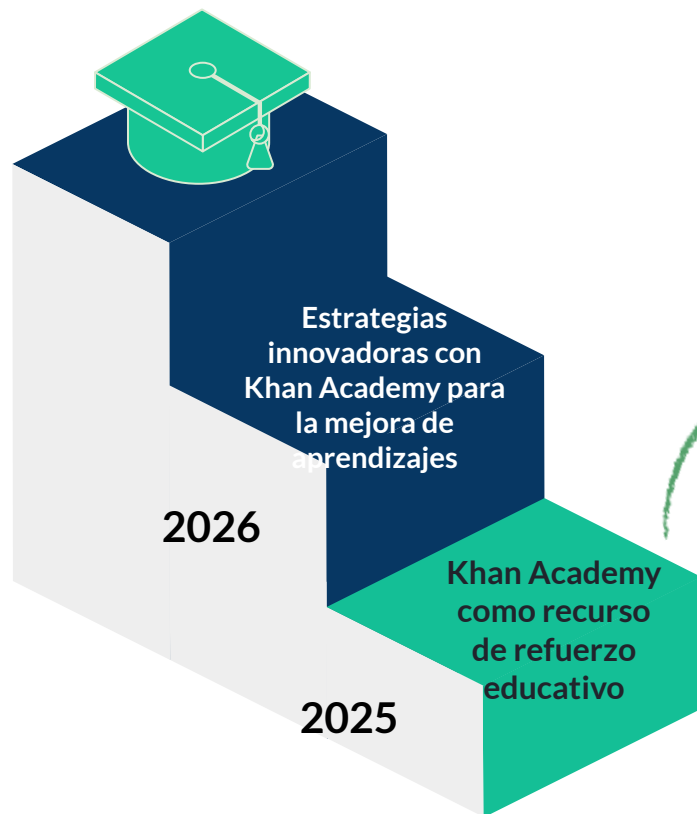 Estrategias
innovadoras con
Khan Academy para
la mejora de
aprendizajes
2026
Khan Academy
como recurso
de refuerzo
educativo
2025